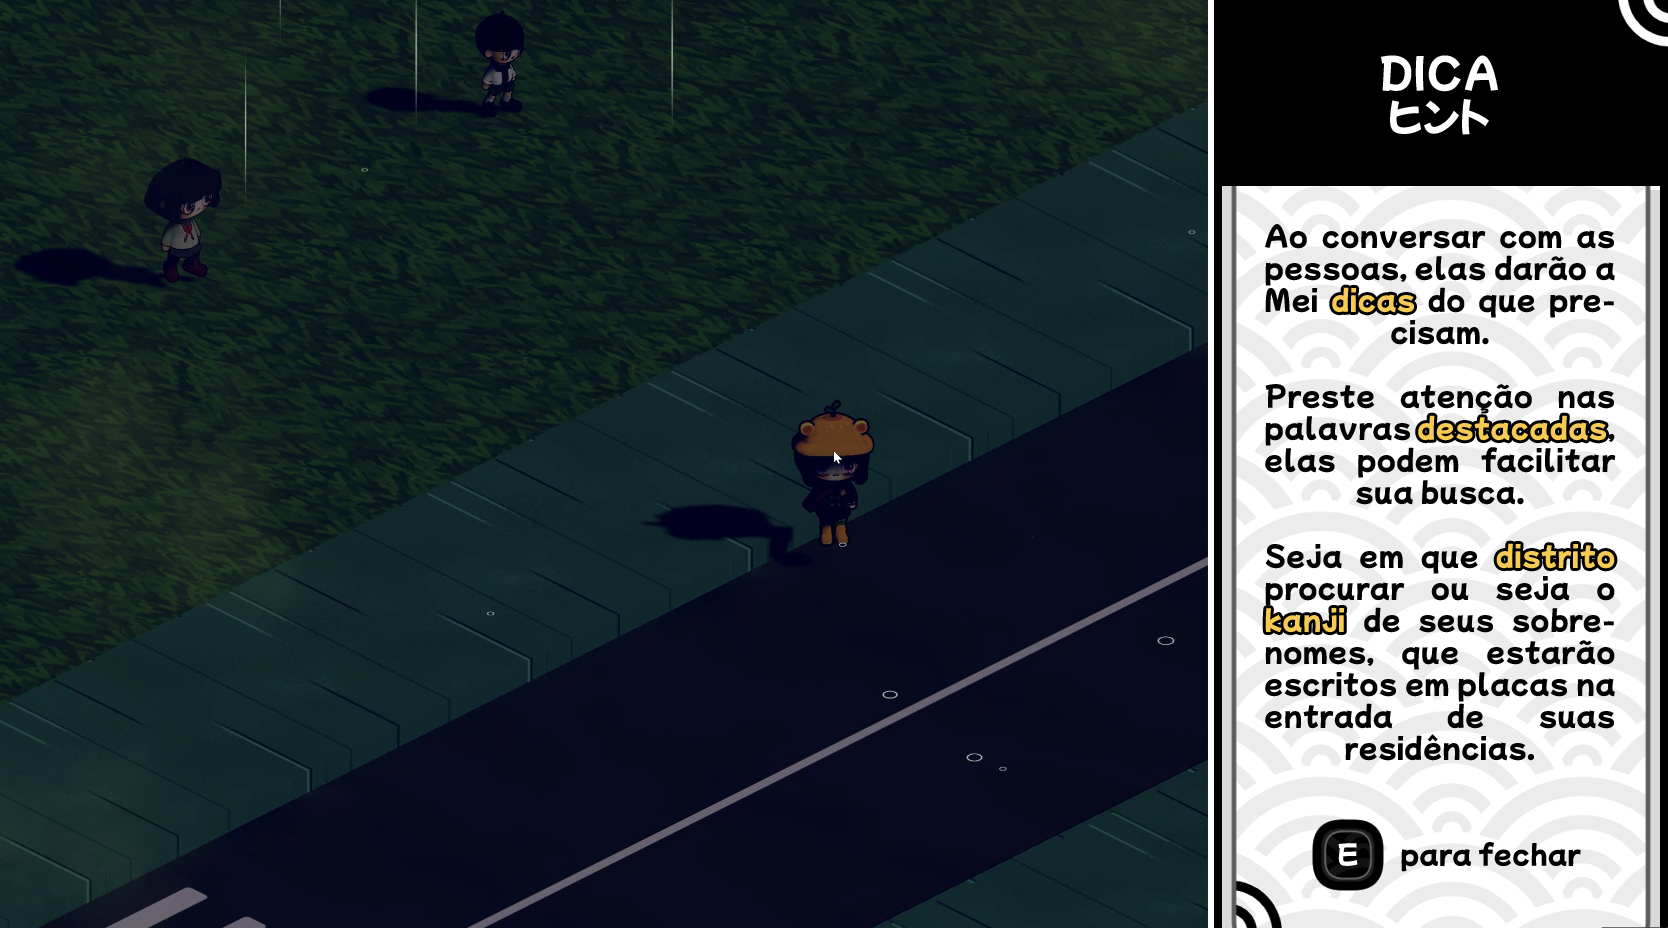 DICA
ヒント
Ao conversar com as
pessoas, elas darão a
Mei dicas do que pre-
cisam.
Preste atenção nas
palavras destacadas,
elas podem facilitar
sua busca.
Seja em que distrito
procurar ou seja o
kanji de seus sobre-
nomes, que estarão
escritos em placas na
entrada de suas
residências.
E para fechar